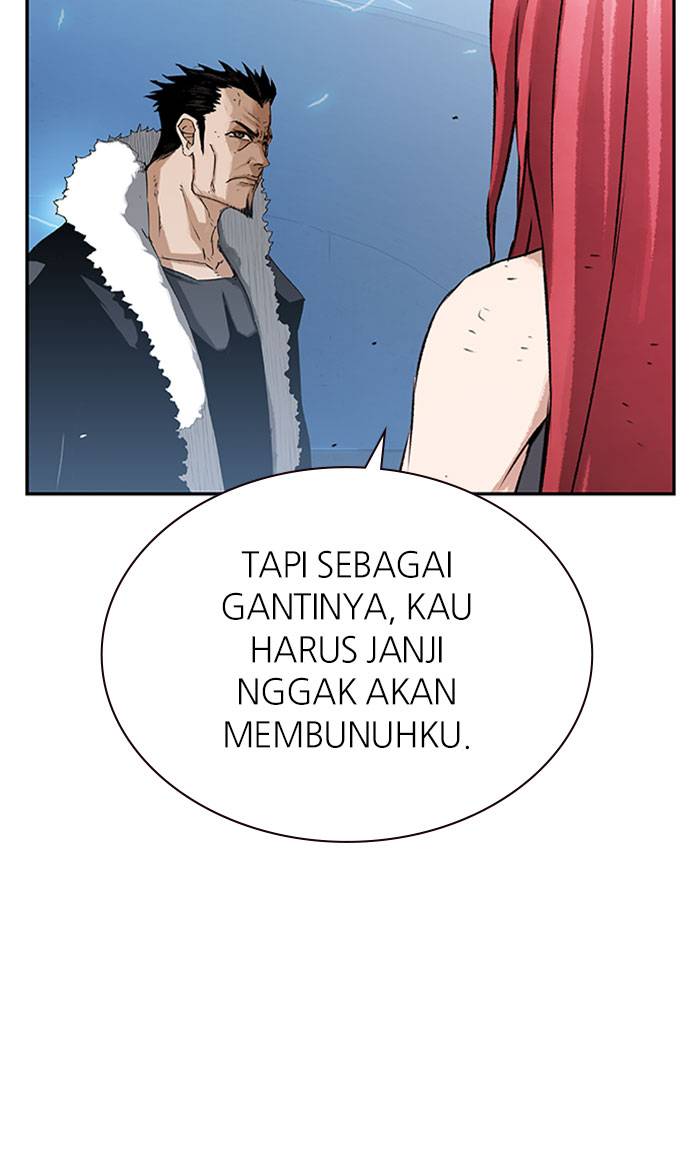 TAPI SEBAGAI
GANTINYA, KAU
HARUS JANJI
NGGAK AKAN
MEMBUNUHKU.